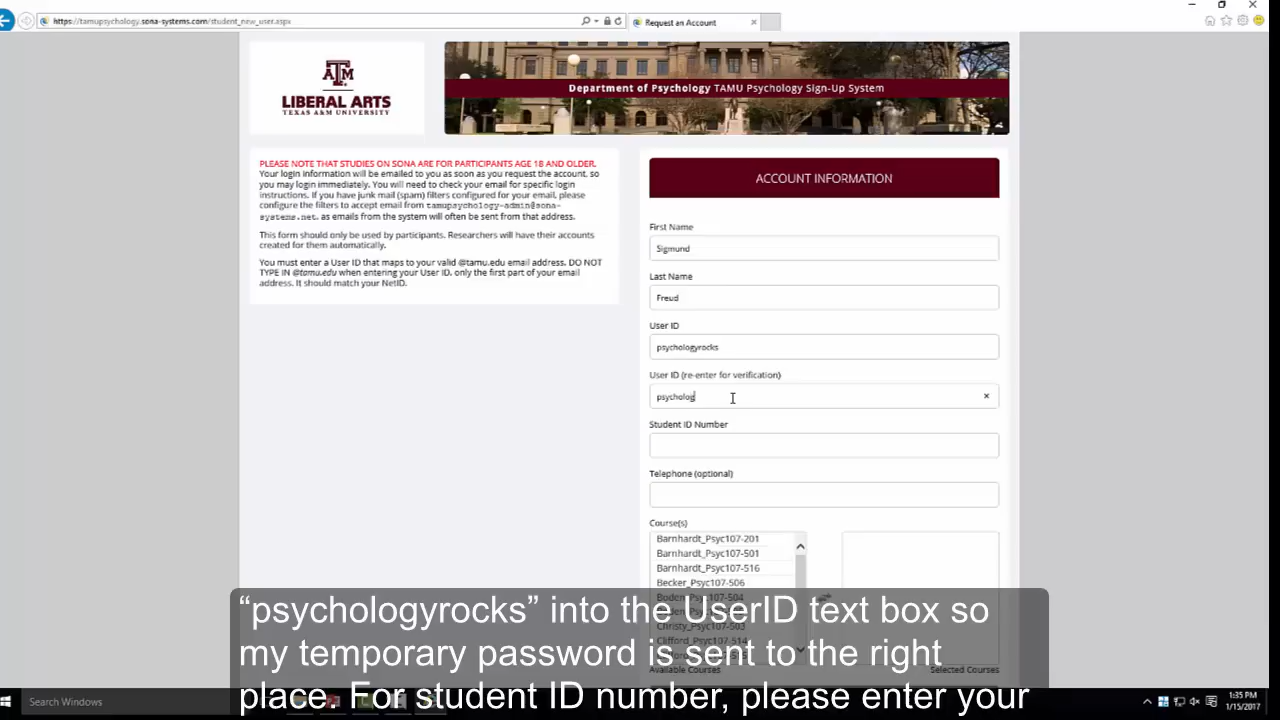 https://tamupsychology.sona-systems.com/student_new_user.aspx
Request an Account
ATM
LIBERAL ARTS
TEXAS A&M UNIVERSITY
Department of Psychology TAMU Psychology Sign-Up System
PLEASE NOTE THAT STUDIES ON SONA ARE FOR PARTICIPANTS AGE 18 AND OLDER.
Your login information will be emailed to you as soon as you request the account, so
you may login immediately. You will need to check your email for specific login
instructions. If you have junk mail (spam) filters configured for your email, please
configure the filters to accept email from tamupsychology-admin@sona-
systems.net, as emails from the system will often be sent from that address.
This form should only be used by participants. Researchers will have their accounts
created for them automatically.
You must enter a User ID that maps to your valid @tamu.edu email address. DO NOT
TYPE IN @tamu.edu when entering your User ID, only the first part of your email
address. It should match your NetID.
ACCOUNT INFORMATION
First Name
Sigmund
Last Name
Freud
User ID
psychologyrocks
User ID (re-enter for verification)
psycholog
Student ID Number
Telephone (optional)
Course(s)
Barnhardt_Psyc107-201
Barnhardt_Psyc107-501
Barnhardt_Psyc107-516
Becker_Psyc107-506
Boden_Psyc107-504
Christy_Psyc107-503
Clifford_Psyc107-514
Available Courses
Selected Courses
“psychologyrocks” into the UserID text box so
my temporary password is sent to the right
place. For student ID number, please enter your
Search Windows
1:35 PM
1/15/2017